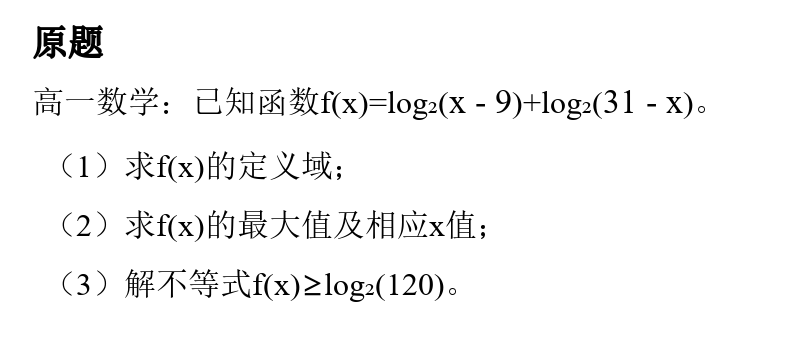 原题
高一数学：已知函数f(x)=log₂(x - 9)+log₂(31 - x)。
（1）求f(x)的定义域；
（2）求f(x)的最大值及相应x值；
（3）解不等式f(x)≥log₂(120)。